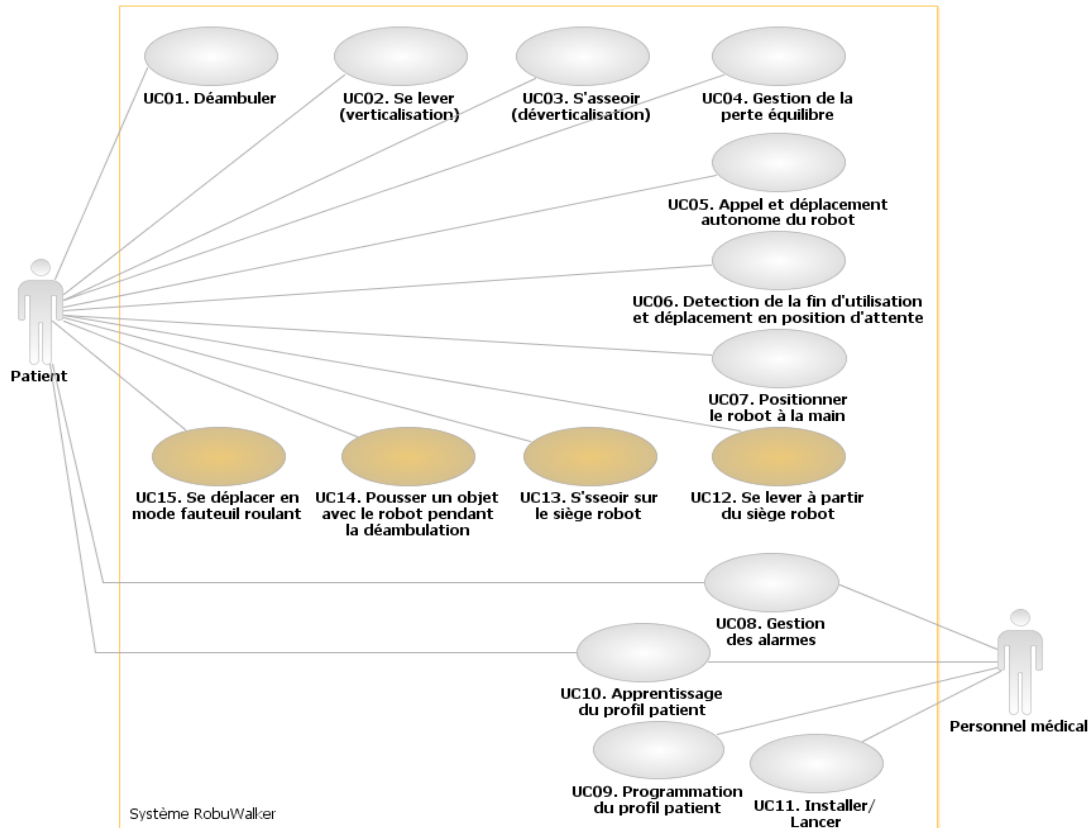 UC01. Déambuler
UC02. Se lever
(verticalisation)
UC03. S'asseoir
(déverticalisation)
UC04. Gestion de la
perte équilibre
UC05. Appel et déplacement
autonome du robot
UC06. Detection de la fin d'utilisation
et déplacement en position d'attente
Patient
UC07. Positionner
le robot à la main
UC15. Se déplacer en
mode fauteuil roulant
UC14. Pousser un objet
avec le robot pendant
la déambulation
UC13. S'sseoir sur
le siège robot
UC12. Se lever à partir
du siège robot
UC08. Gestion
des alarmes
UC10. Apprentissage
du profil patient
Personnel médical
UC09. Programmation
du profil patient
UC11. Installer/
Lancer
Système RobuWalker